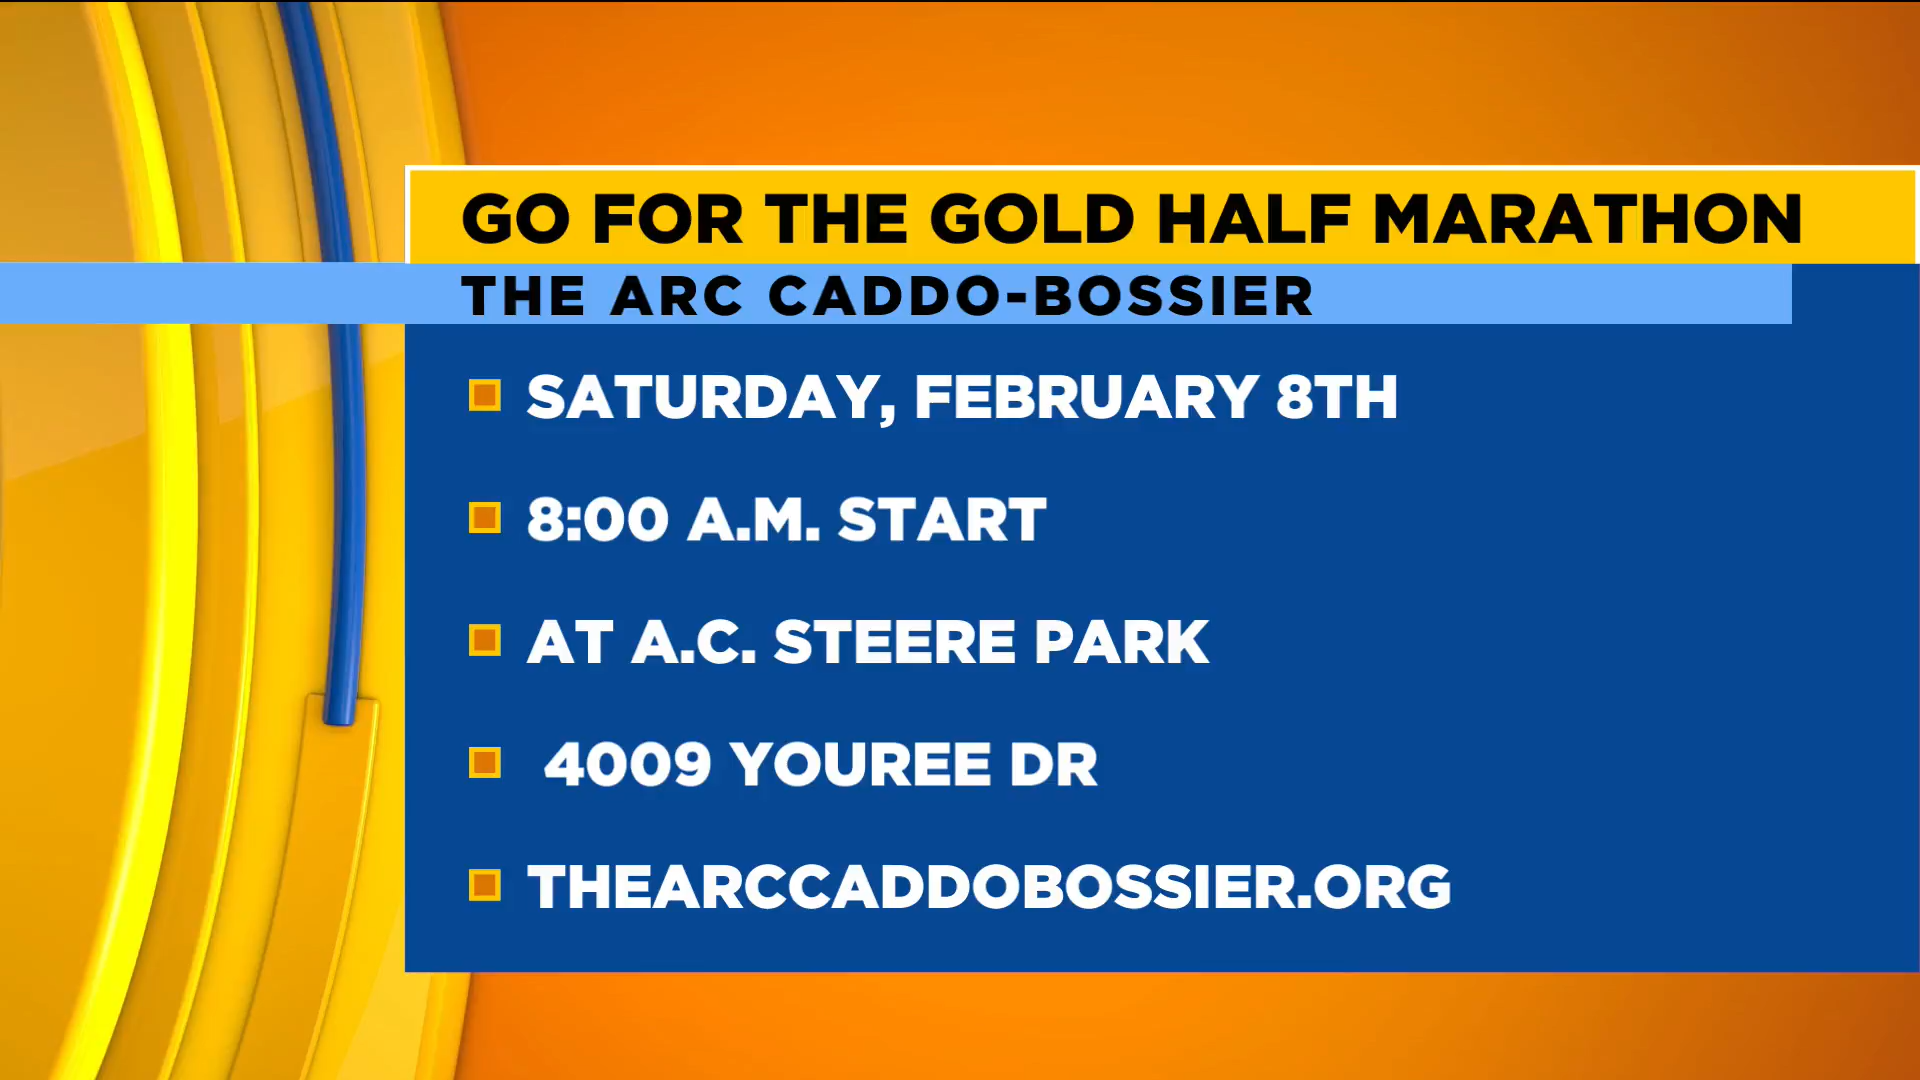 GO FOR THE GOLD HALF MARATHON
THE ARC CADDO-BOSSIER
SATURDAY, FEBRUARY 8TH
8:00 A.M. START
AT A.C. STEERE PARK
4009 YOUREE DR
THEARCCADDOBOSSIER.ORG